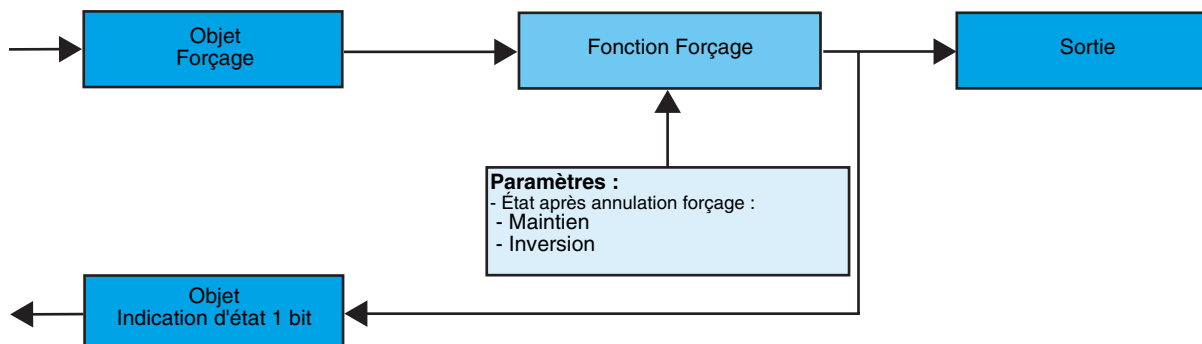 Objet
Forçage
Fonction Forçage
Sortie
Paramètres :
- État après annulation forçage :
- Maintien
- Inversion
Objet
Indication d'état 1 bit